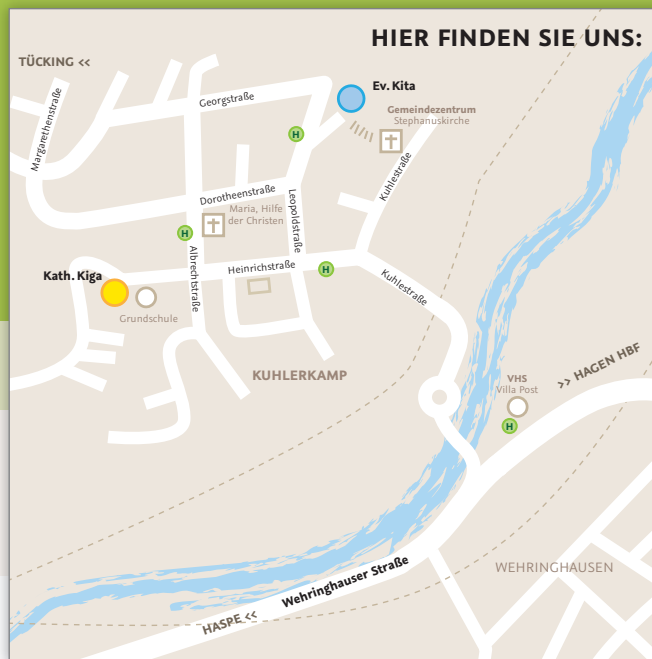 HIER FINDEN SIE UNS:
TÜCKING <<
Ev. Kita
Margarethenstraße
Georgstraße
Gemeindezentrum
Stephanuskirche
H
Kuhlestraße
Dorotheenstraße
Leopoldstraße
Maria, Hilfe
der Christen
H
Albrechtstraße
Heinrichstraße
H
Kath. Kiga
Kuhlestraße
Grundschule
KUHLERKAMP
>> HAGEN HBF
VHS
Villa Post
H
WEHRINGHAUSEN
Wehringhauser Straße
HASPE <<